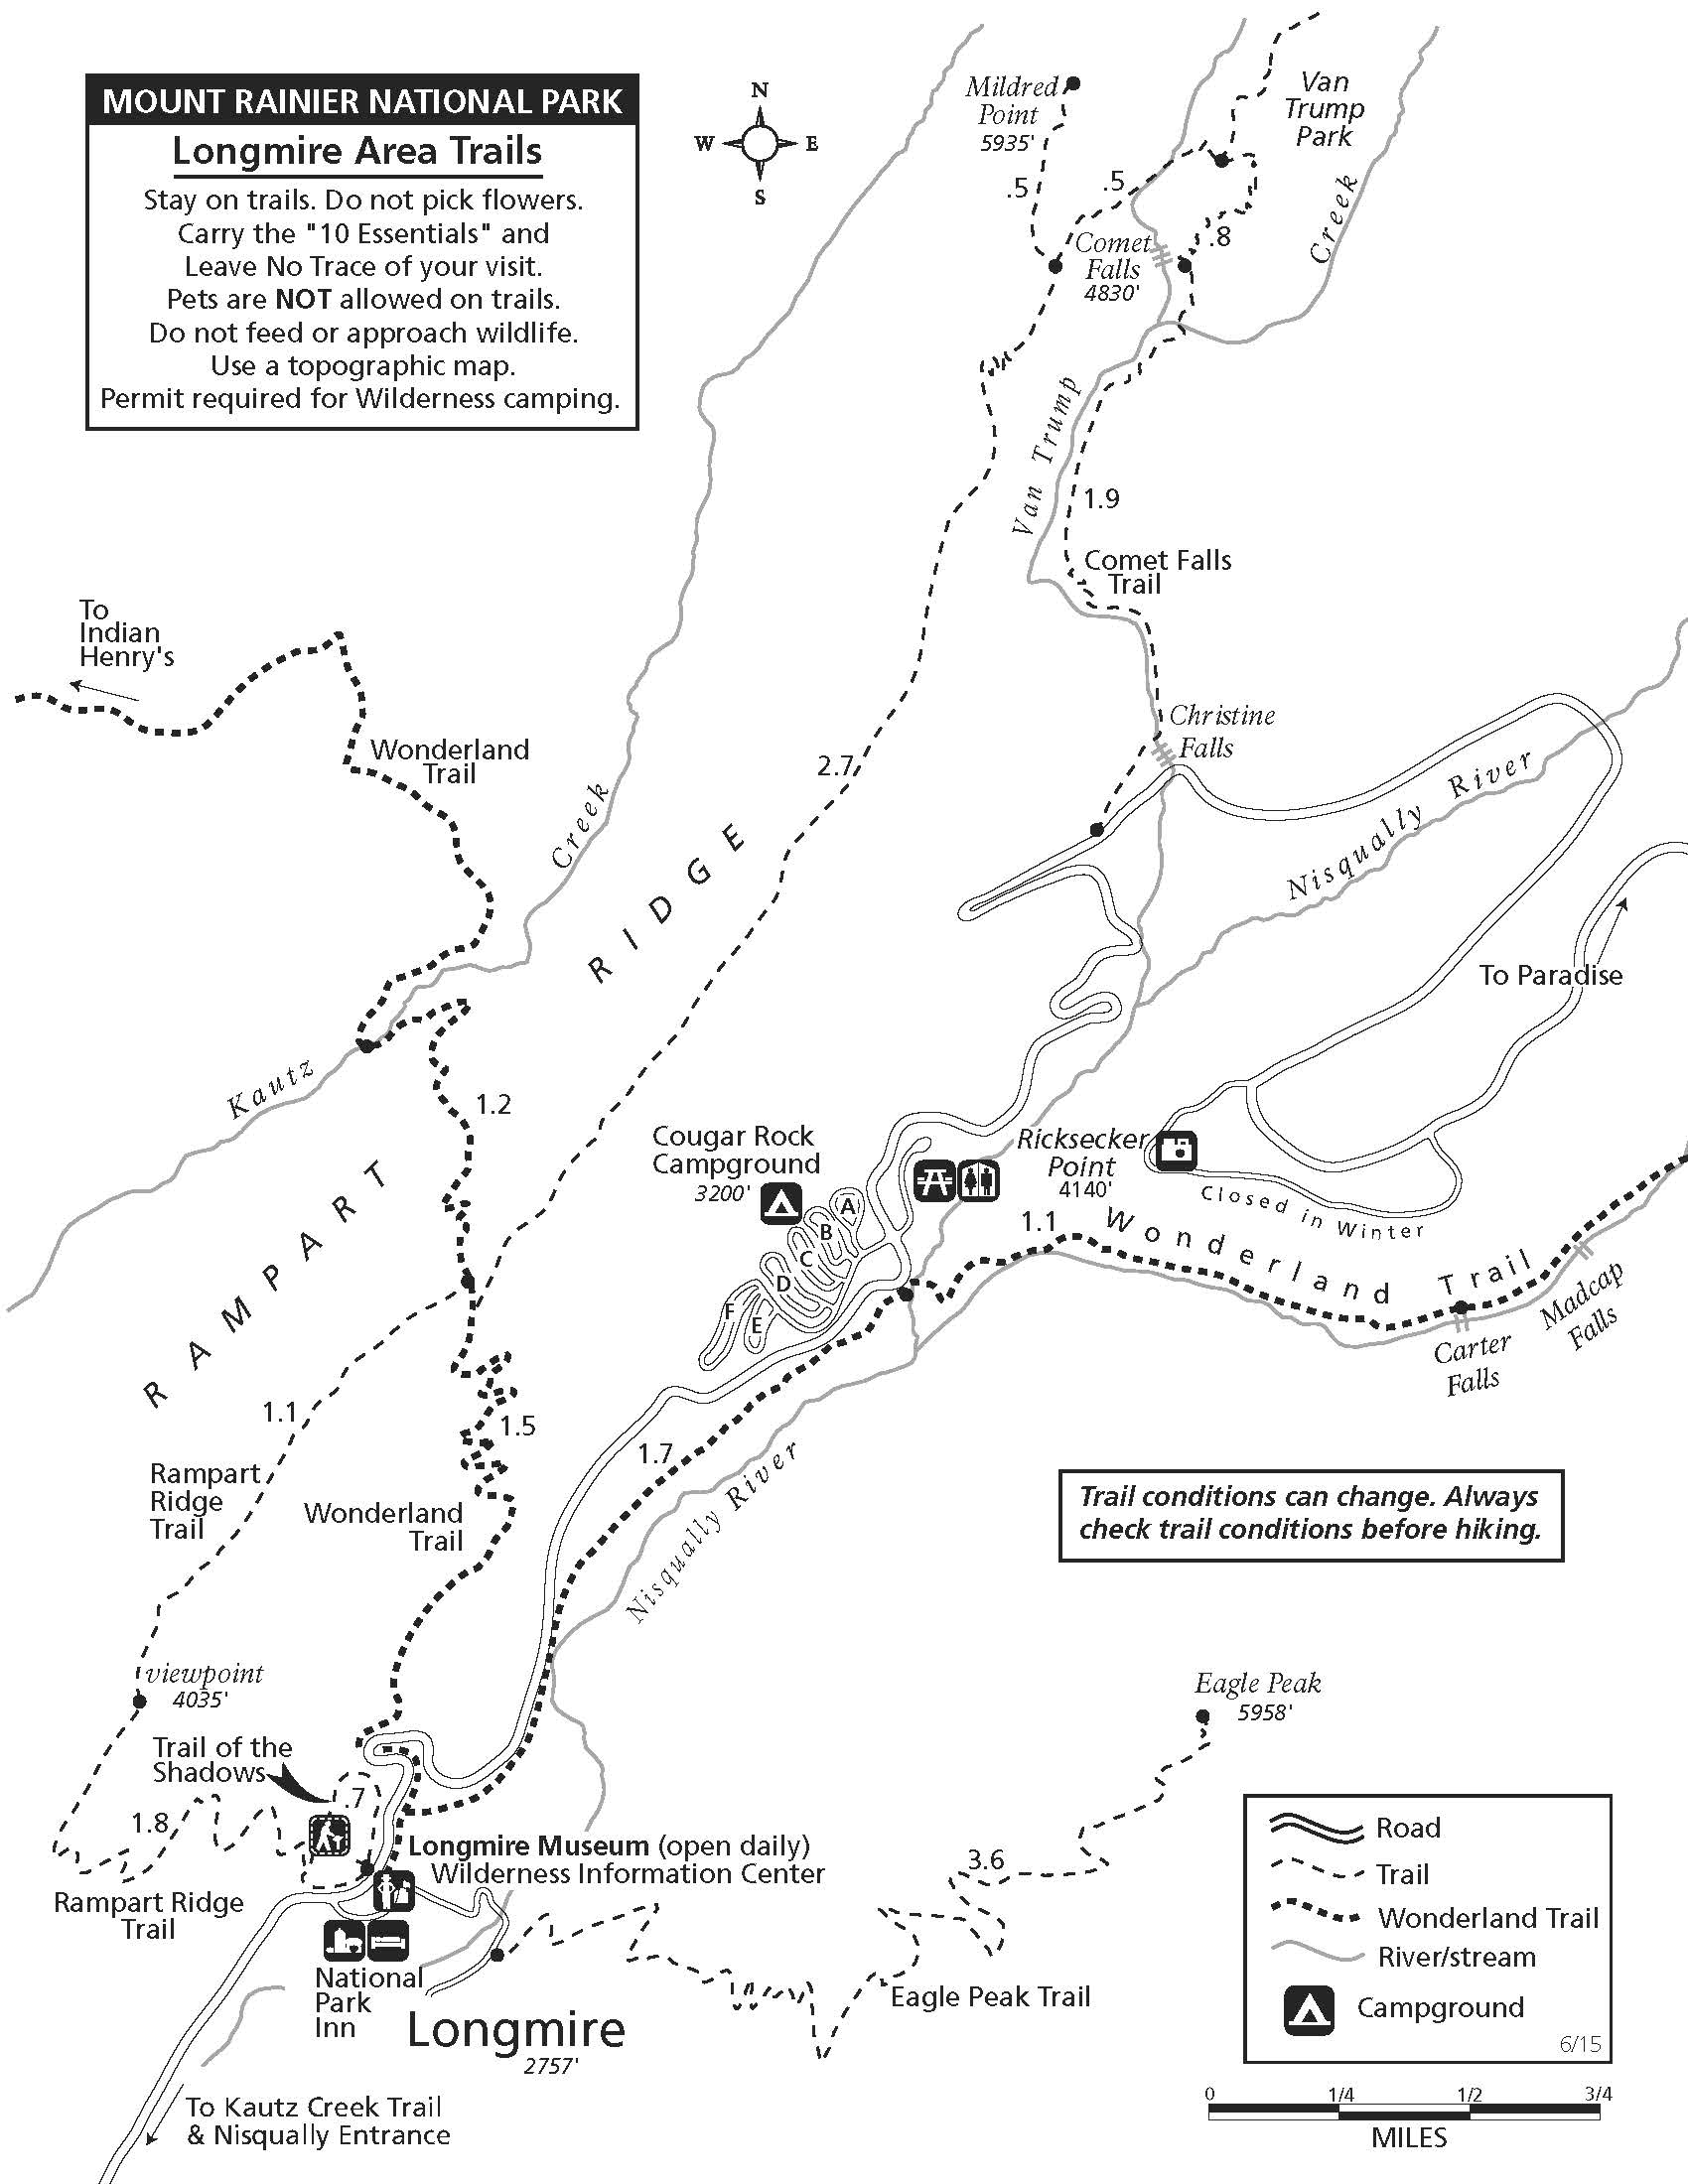 MOUNT RAINIER NATIONAL PARK
Longmire Area Trails
Stay on trails. Do not pick flowers.
Carry the "10 Essentials" and
Leave No Trace of your visit.
Pets are NOT allowed on trails.
Do not feed or approach wildlife.
Use a topographic map.
Permit required for Wilderness camping.
N
W
E
S
Mildred
Point
5935'
Van
Trump
Park
.5
.5
.8
Comet
Falls
4830'
Van Trump Creek
1.9
Comet Falls
Trail
To
Indian
Henry's
Wonderland
Trail
Christine
Falls
2.7
Kautz Creek
Nisqually River
RAMPART RIDGE
To Paradise
1.2
Cougar Rock
Campground
3200'
A
B
C
D
E
F
Ricksecker
Point
4140'
Closed in Winter
1.1
Wonderland Trail
Madcap
Falls
Carter
Falls
1.1
1.5
1.7
Rampart
Ridge
Trail
Wonderland
Trail
Nisqually River
Trail conditions can change. Always
check trail conditions before hiking.
viewpoint
4035'
Eagle Peak
5958'
Trail of the
Shadows
.7
1.8
Longmire Museum (open daily)
Wilderness Information Center
3.6
Rampart Ridge
Trail
National
Park
Inn
Longmire
2757'
Eagle Peak Trail
Road
Trail
Wonderland Trail
River/stream
Campground
6/15
To Kautz Creek Trail
& Nisqually Entrance
0 1/4 1/2 3/4
MILES